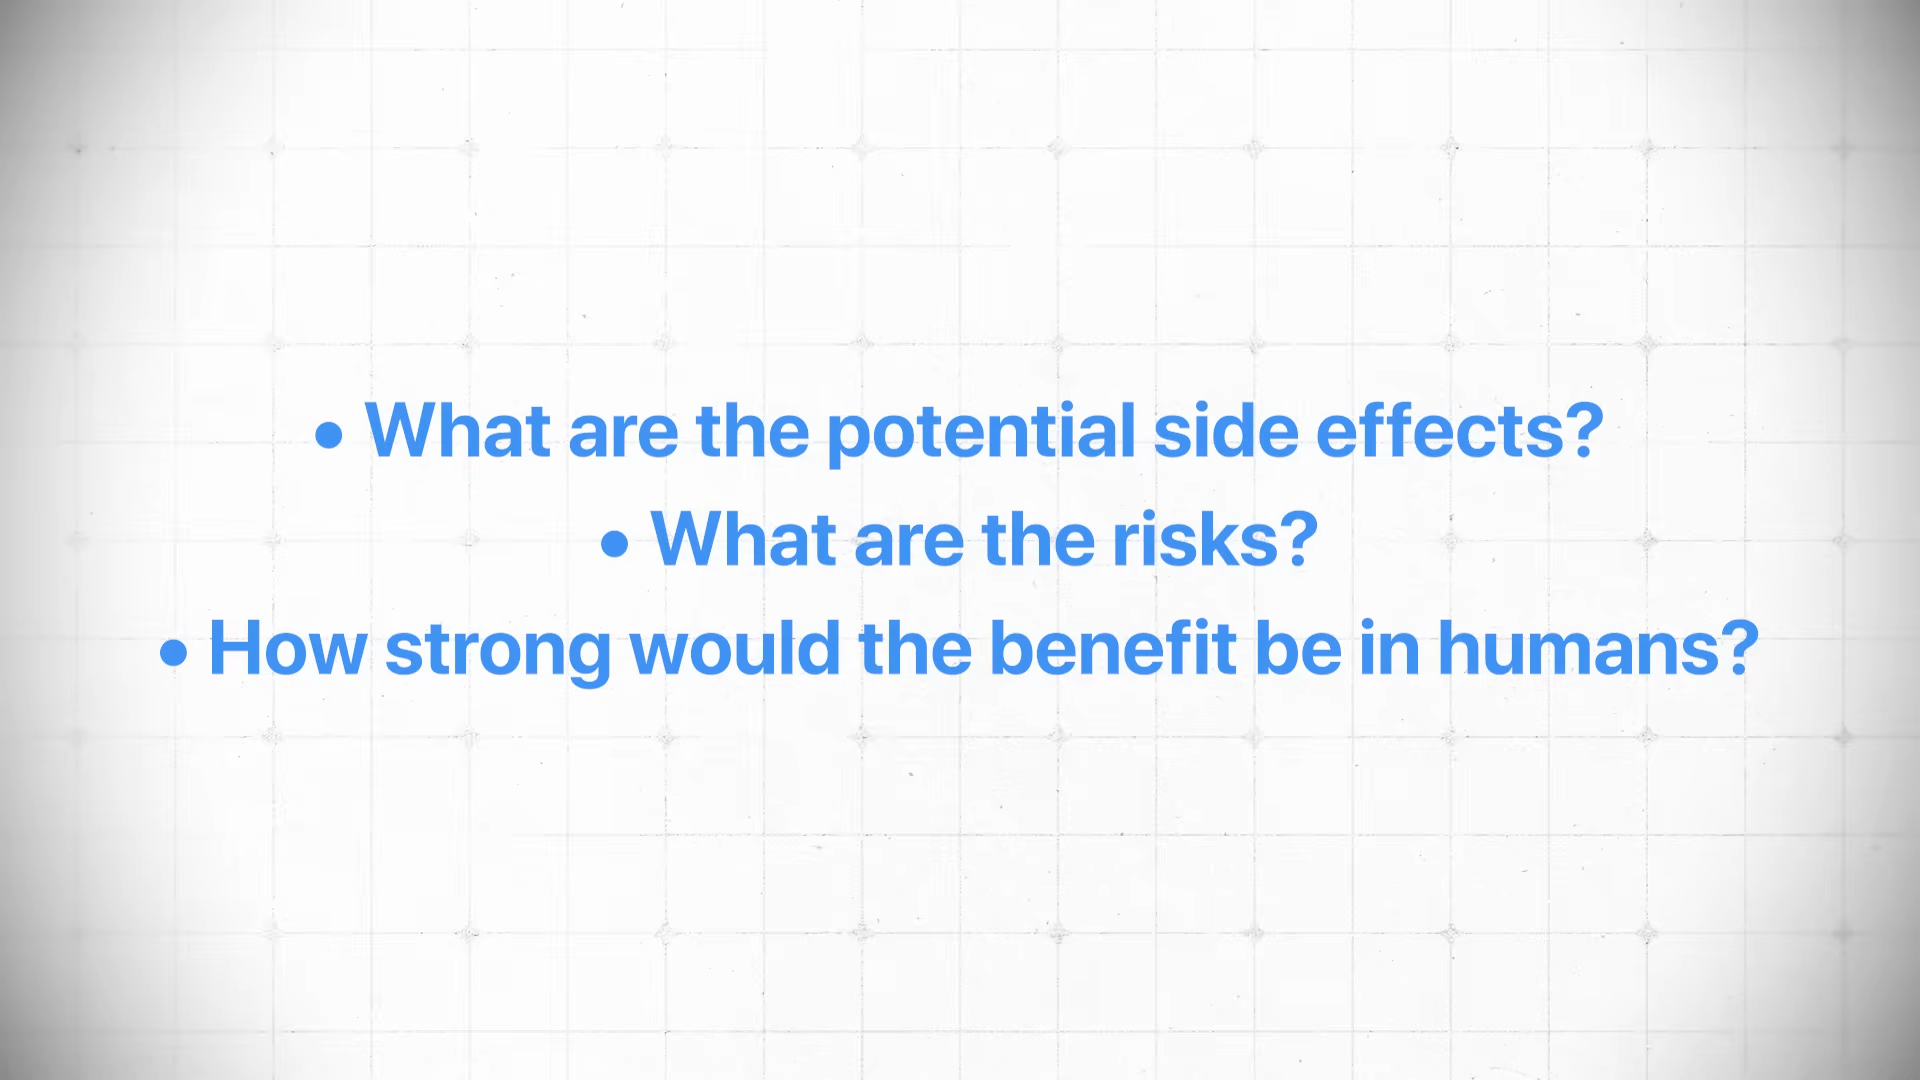 • What are the potential side effects?
• What are the risks?
• How strong would the benefit be in humans?